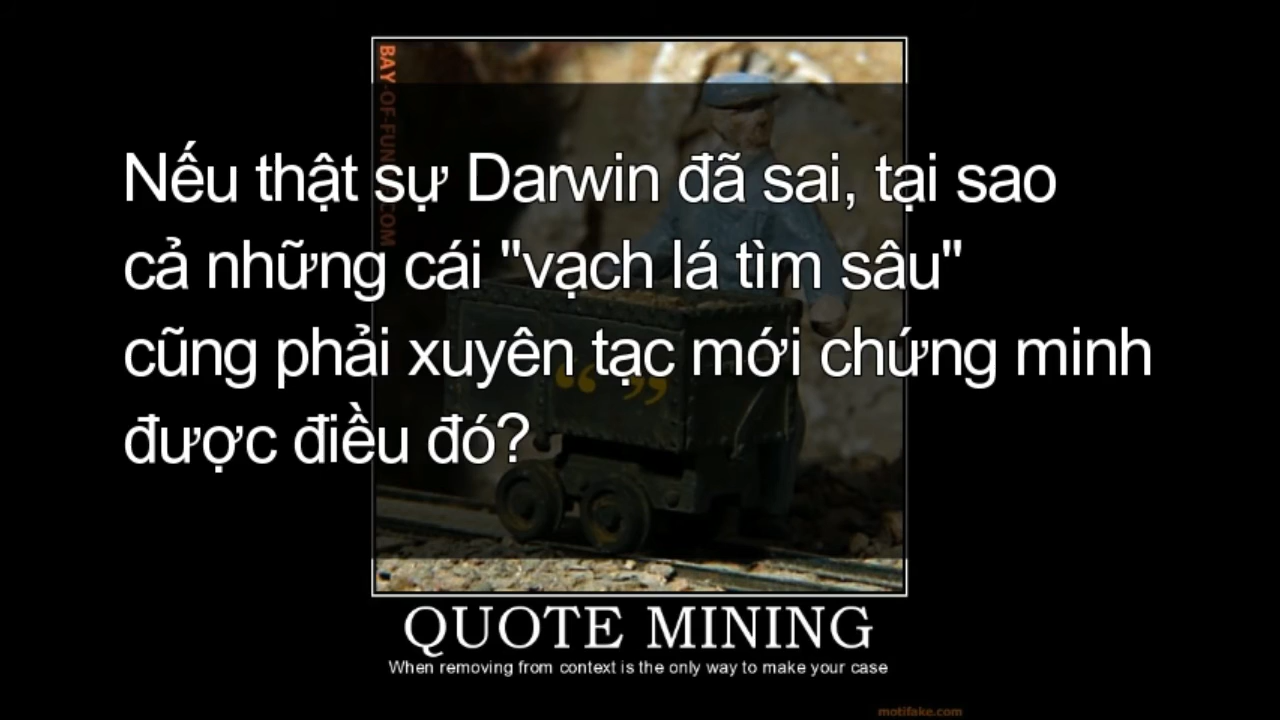 BAY-OF-FUN.COM
Nếu thật sự Darwin đã sai, tại sao
cả những cái "vạch lá tìm sâu"
cũng phải xuyên tạc mới chứng minh
được điều đó?
“ ”
QUOTE MINING
When removing from context is the only way to make your case
motifake.com